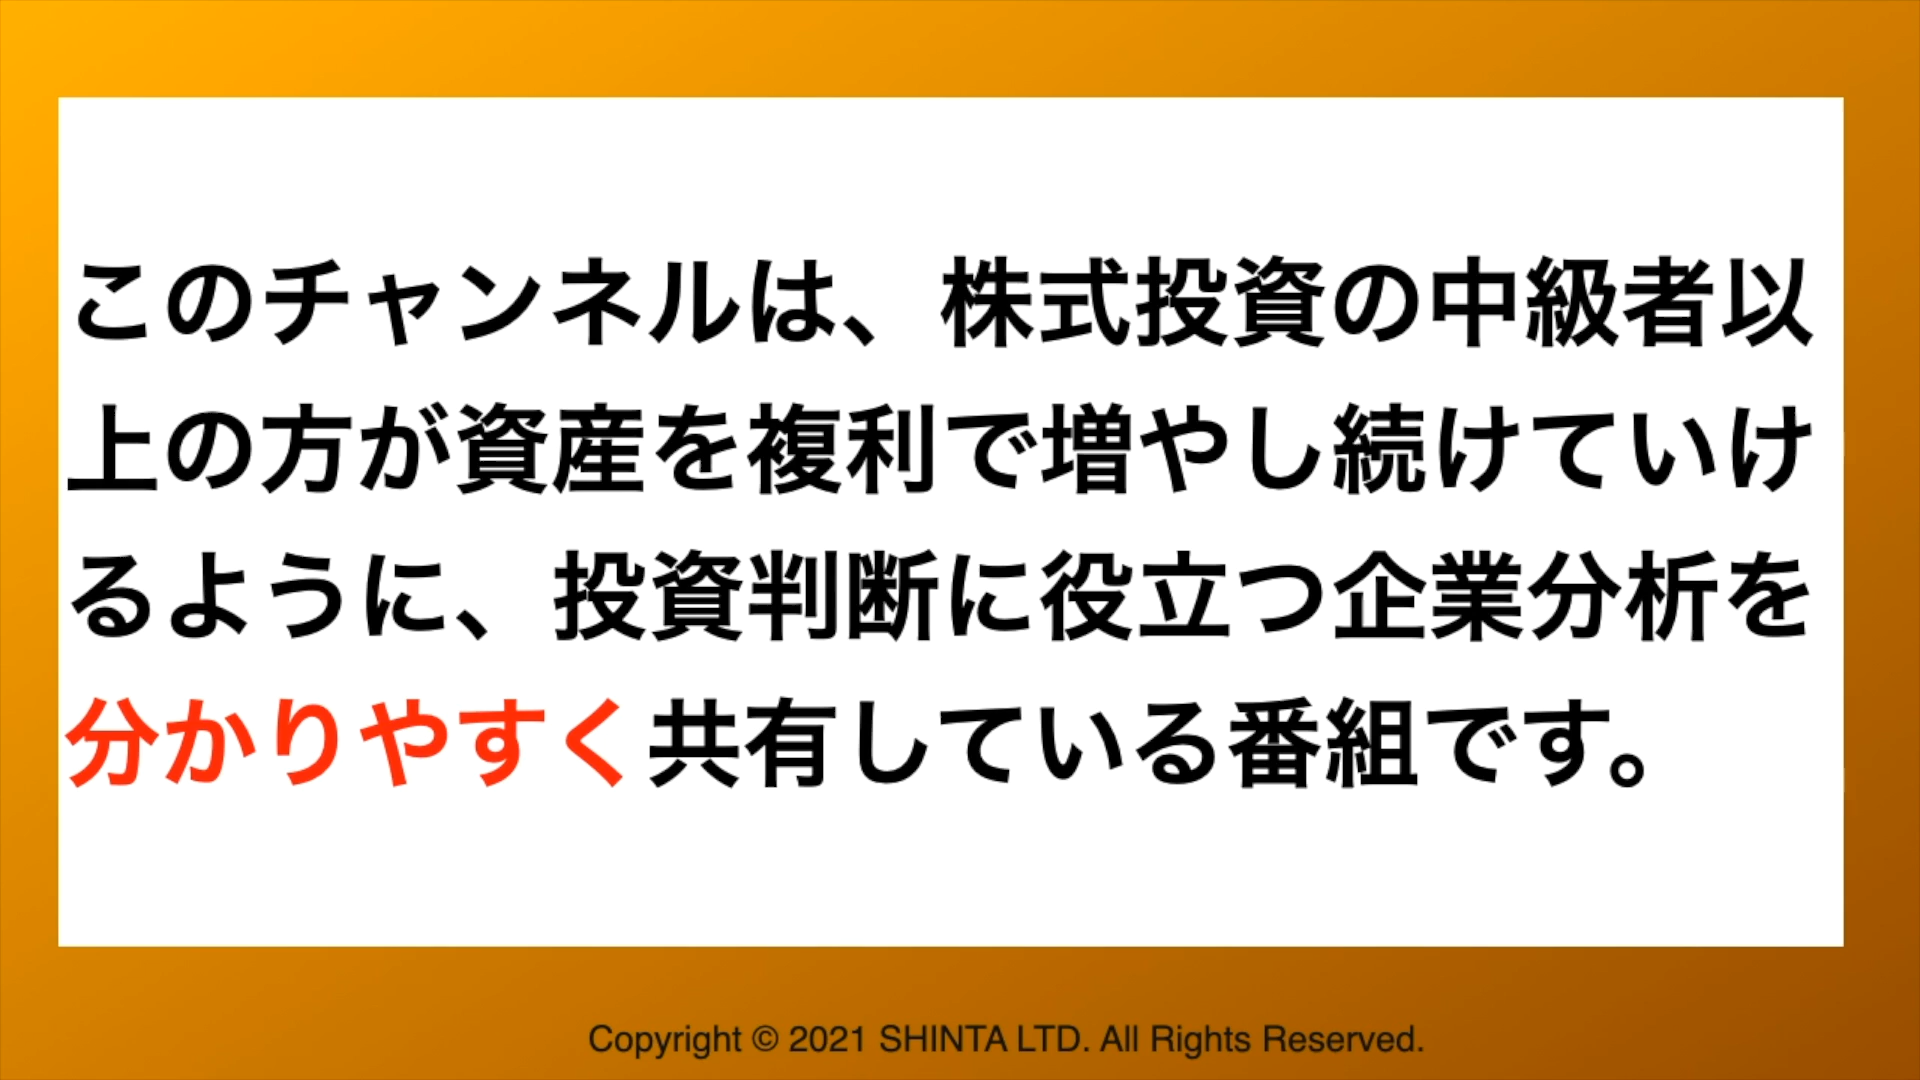 このチャンネルは、株式投資の中級者以
上の方が資産を複利で増やし続けていけ
るように、投資判断に役立つ企業分析を
分かりやすく共有している番組です。
Copyright © 2021 SHINTA LTD. All Rights Reserved.